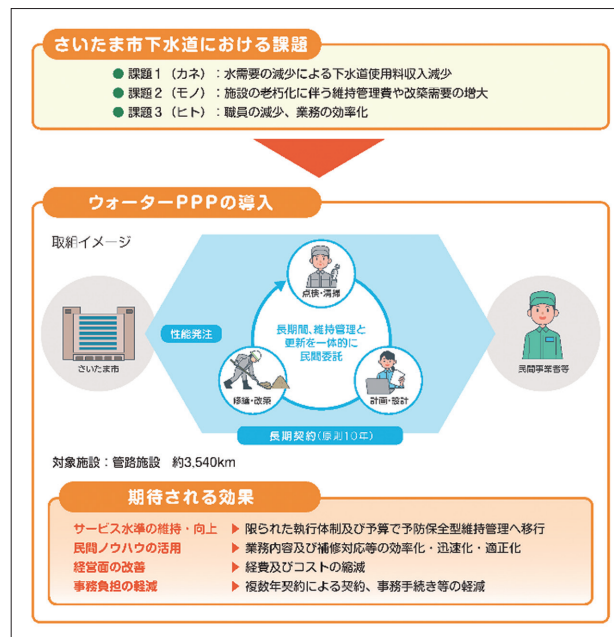 さいたま市下水道における課題
● 課題1（カネ）：水需要の減少による下水道使用料収入減少
● 課題2（モノ）：施設の老朽化に伴う維持管理費や改築需要の増大
● 課題3（ヒト）：職員の減少、業務の効率化
ウォーターPPPの導入
取組イメージ
点検・清掃
性能発注
長期間、維持管理と
更新を一体的に
民間委託
さいたま市
民間事業者等
修繕・改築
計画・設計
長期契約(原則10年)
対象施設：管路施設 約3,540km
期待される効果
サービス水準の維持・向上 ▶ 限られた執行体制及び予算で予防保全型維持管理へ移行
民間ノウハウの活用 ▶ 業務内容及び補修対応等の効率化・迅速化・適正化
経営面の改善 ▶ 経費及びコストの縮減
事務負担の軽減 ▶ 複数年契約による契約、事務手続き等の軽減